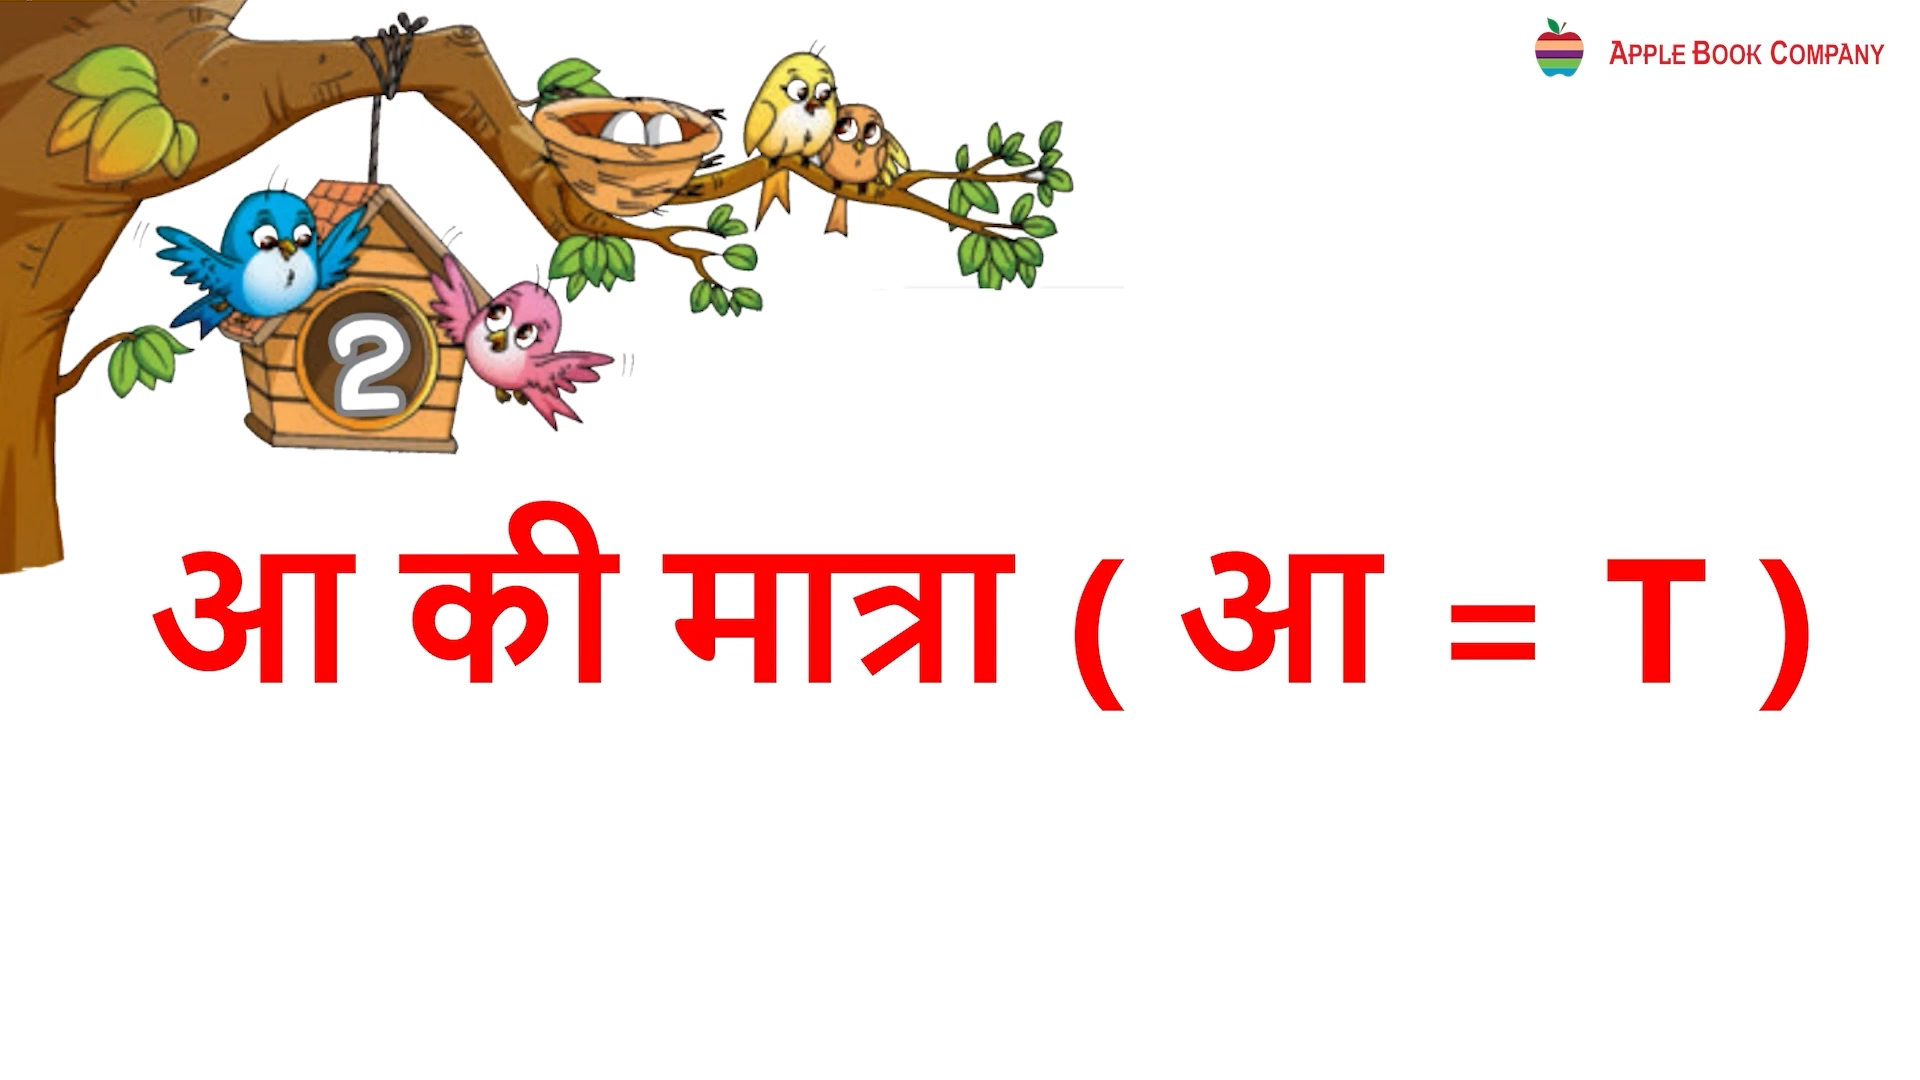 APPLE BOOK COMPANY
2
आ की मात्रा ( आ = T )